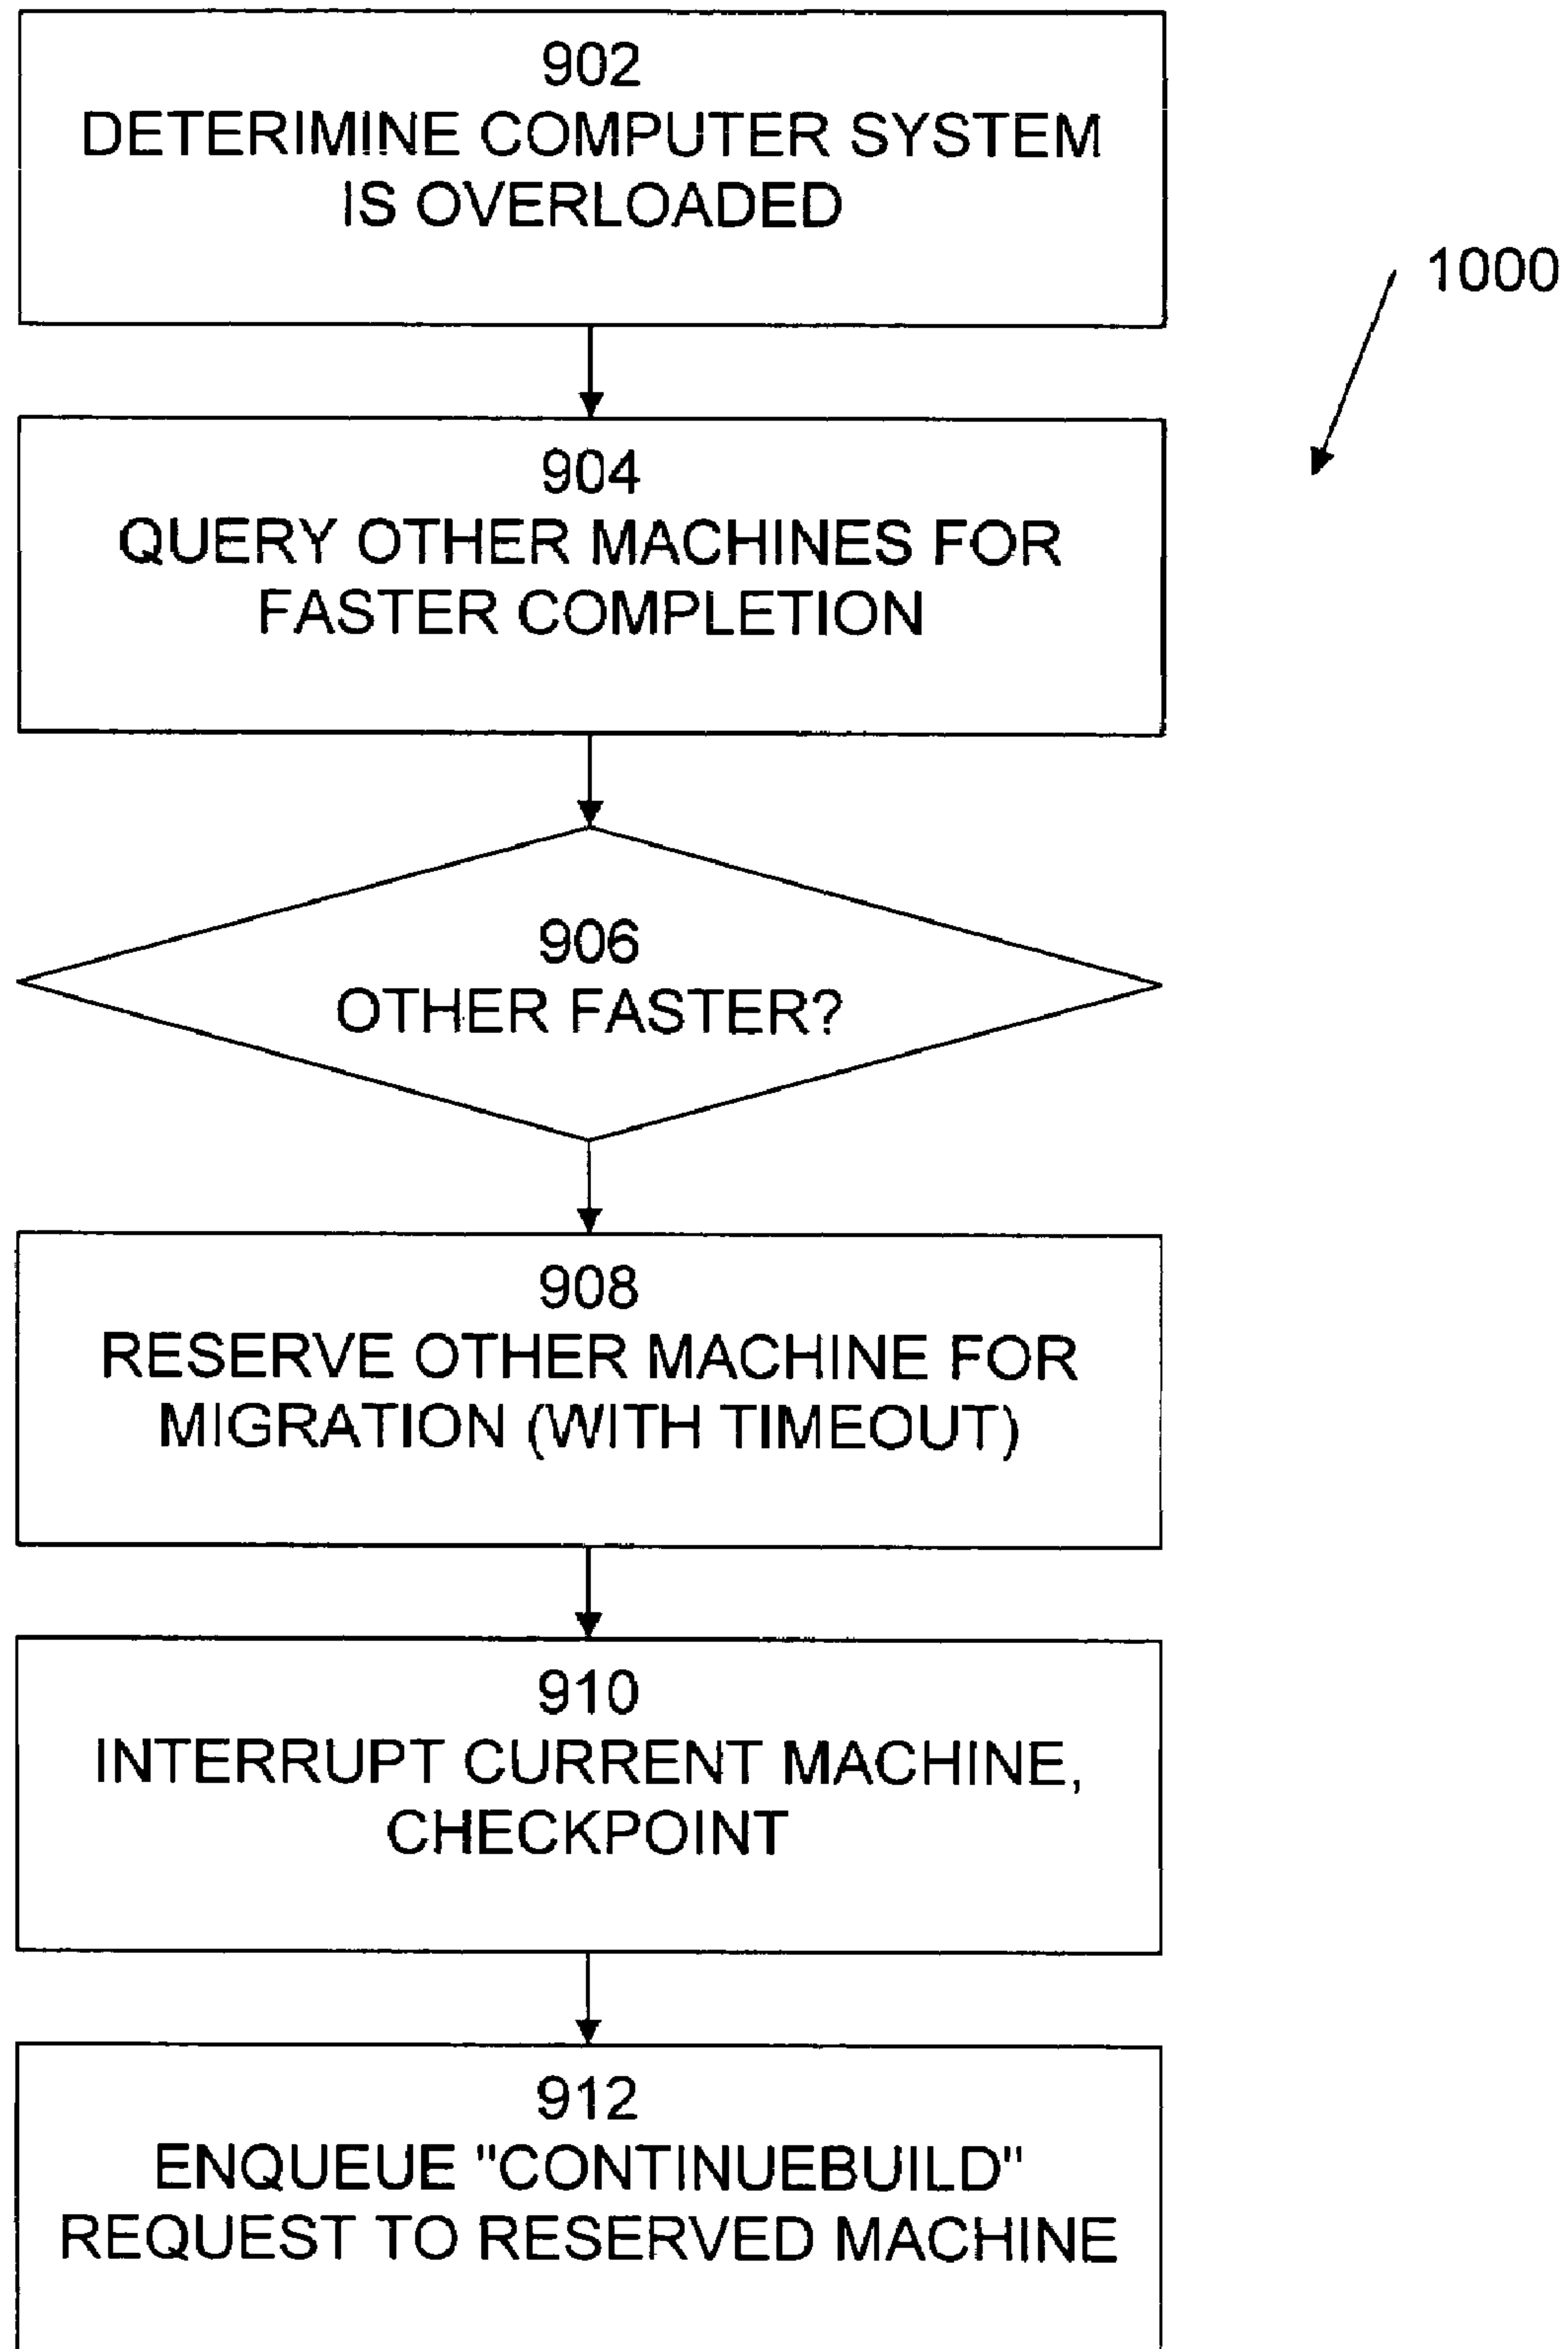 902
DETERIMINE COMPUTER SYSTEM
IS OVERLOADED
1000
904
QUERY OTHER MACHINES FOR
FASTER COMPLETION
906
OTHER FASTER?
908
RESERVE OTHER MACHINE FOR
MIGRATION (WITH TIMEOUT)
910
INTERRUPT CURRENT MACHINE,
CHECKPOINT
912
ENQUEUE "CONTINUEBUILD"
REQUEST TO RESERVED MACHINE